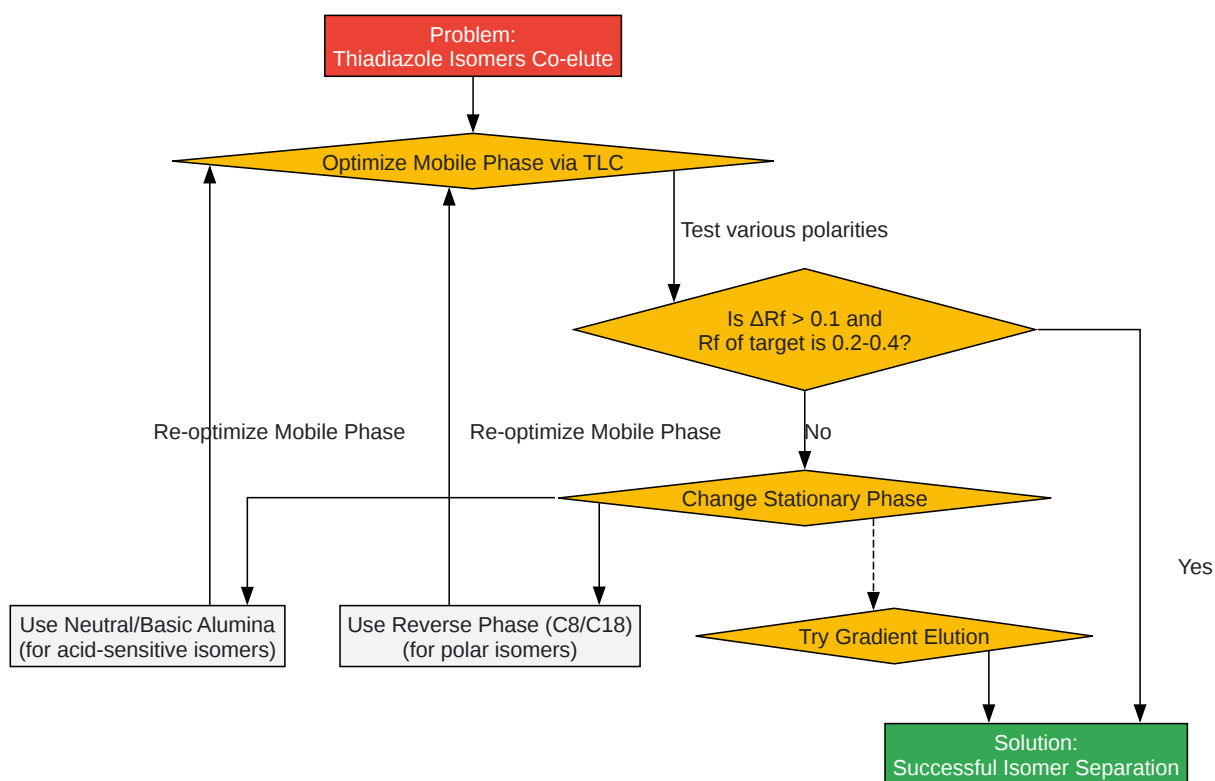 Problem:
Thiadiazole Isomers Co-elute
Optimize Mobile Phase via TLC
Test various polarities
Is ΔRf > 0.1 and
Rf of target is 0.2-0.4?
Re-optimize Mobile Phase
Re-optimize Mobile Phase
No
Change Stationary Phase
Yes
Use Neutral/Basic Alumina
(for acid-sensitive isomers)
Use Reverse Phase (C8/C18)
(for polar isomers)
Try Gradient Elution
Solution:
Successful Isomer Separation